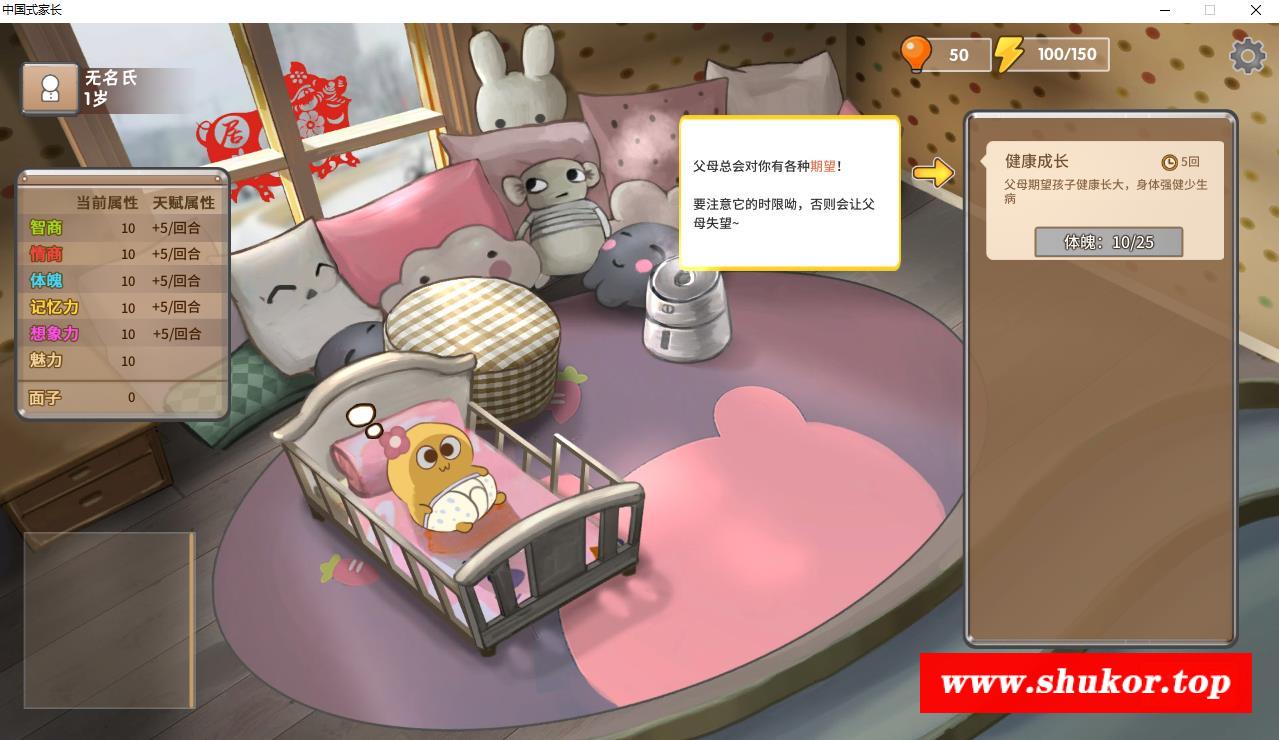 中国式家长
无名氏
1岁
50
100/150
当前属性 天赋属性
智商 10 +5/回合
情商 10 +5/回合
体魄 10 +5/回合
记忆力 10 +5/回合
想象力 10 +5/回合
魅力 10
面子 0
居
父母总会对你有各种期望！
要注意它的时限呦，否则会让父
母失望~
健康成长 5回
父母期望孩子健康长大，身体强健少生
病
体魄：10/25
www.shukor.top